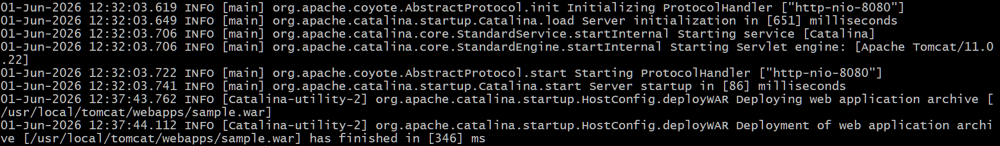 01-Jun-2026 12:32:03.619 INFO [main] org.apache.coyote.AbstractProtocol.init Initializing ProtocolHandler ["http-nio-8080"]
01-Jun-2026 12:32:03.649 INFO [main] org.apache.catalina.startup.Catalina.load Server initialization in [651] milliseconds
01-Jun-2026 12:32:03.706 INFO [main] org.apache.catalina.core.StandardService.startInternal Starting service [Catalina]
01-Jun-2026 12:32:03.706 INFO [main] org.apache.catalina.core.StandardEngine.startInternal Starting Servlet engine: [Apache Tomcat/11.0
.22]
01-Jun-2026 12:32:03.722 INFO [main] org.apache.coyote.AbstractProtocol.start Starting ProtocolHandler ["http-nio-8080"]
01-Jun-2026 12:32:03.741 INFO [main] org.apache.catalina.startup.Catalina.start Server startup in [86] milliseconds
01-Jun-2026 12:37:43.762 INFO [Catalina-utility-2] org.apache.catalina.startup.HostConfig.deployWAR Deploying web application archive [
/usr/local/tomcat/webapps/sample.war]
01-Jun-2026 12:37:44.112 INFO [Catalina-utility-2] org.apache.catalina.startup.HostConfig.deployWAR Deployment of web application archi
ve [/usr/local/tomcat/webapps/sample.war] has finished in [346] ms